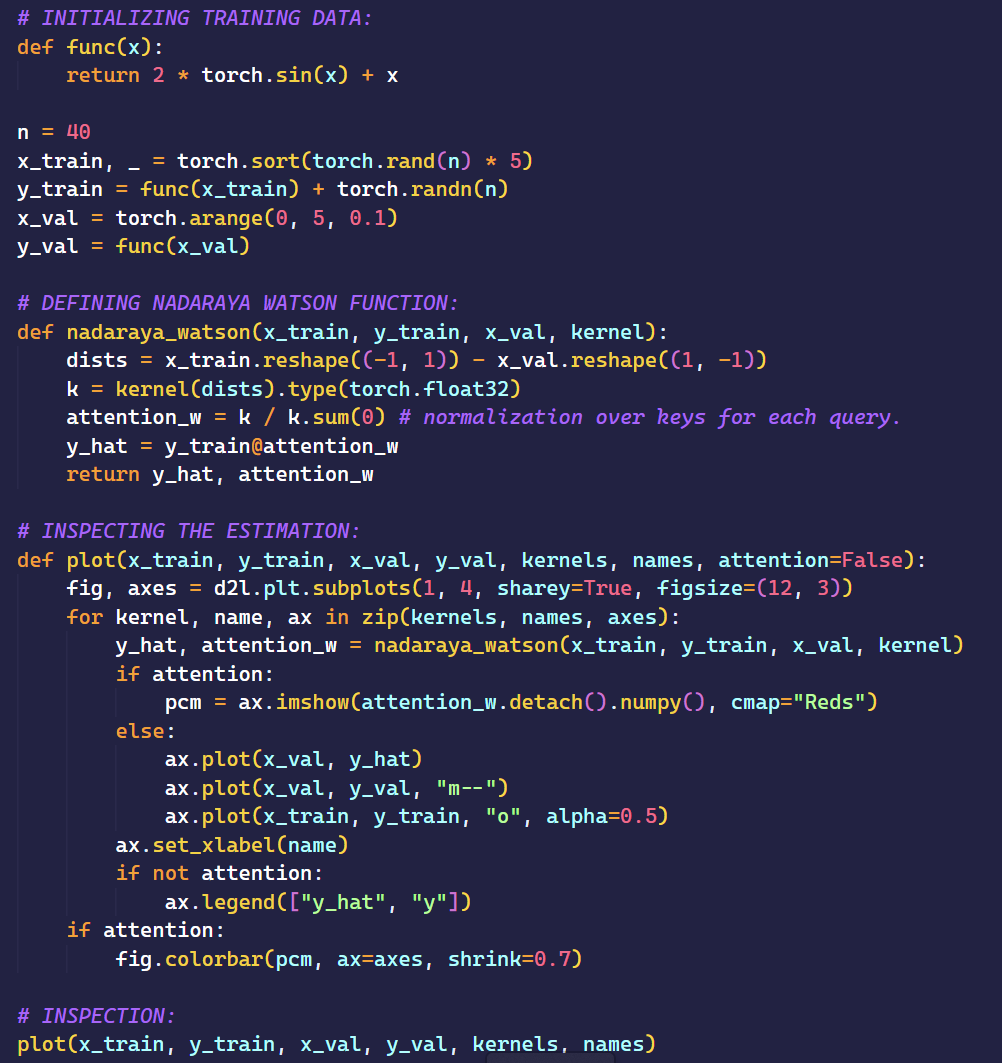 # INITIALIZING TRAINING DATA:
def func(x):
    return 2 * torch.sin(x) + x

n = 40
x_train, _ = torch.sort(torch.rand(n) * 5)
y_train = func(x_train) + torch.randn(n)
x_val = torch.arange(0, 5, 0.1)
y_val = func(x_val)

# DEFINING NADARAYA WATSON FUNCTION:
def nadaraya_watson(x_train, y_train, x_val, kernel):
    dists = x_train.reshape((-1, 1)) - x_val.reshape((1, -1))
    k = kernel(dists).type(torch.float32)
    attention_w = k / k.sum(0) # normalization over keys for each query.
    y_hat = y_train@attention_w
    return y_hat, attention_w

# INSPECTING THE ESTIMATION:
def plot(x_train, y_train, x_val, y_val, kernels, names, attention=False):
    fig, axes = d2l.plt.subplots(1, 4, sharey=True, figsize=(12, 3))
    for kernel, name, ax in zip(kernels, names, axes):
        y_hat, attention_w = nadaraya_watson(x_train, y_train, x_val, kernel)
        if attention:
            pcm = ax.imshow(attention_w.detach().numpy(), cmap="Reds")
        else:
            ax.plot(x_val, y_hat)
            ax.plot(x_val, y_val, "m--")
            ax.plot(x_train, y_train, "o", alpha=0.5)
        ax.set_xlabel(name)
        if not attention:
            ax.legend(["y_hat", "y"])
    if attention:
        fig.colorbar(pcm, ax=axes, shrink=0.7)

# INSPECTION:
plot(x_train, y_train, x_val, y_val, kernels, names)